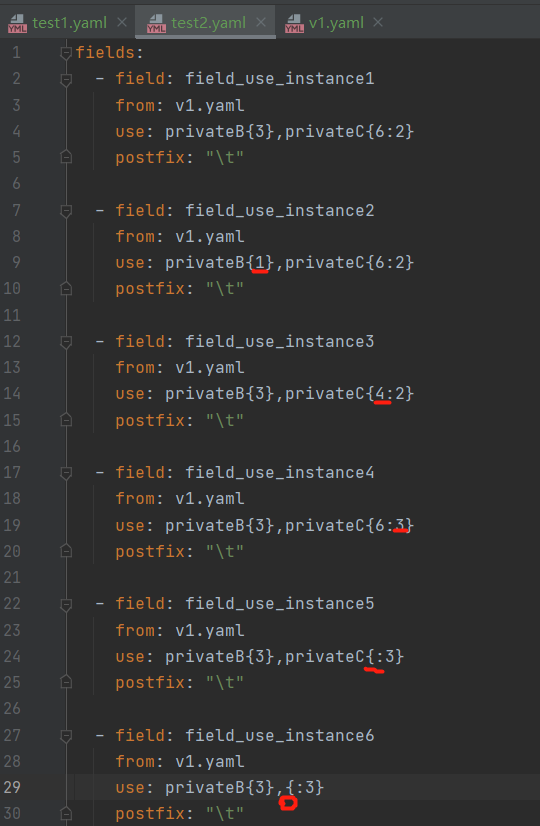 test1.yaml test2.yaml v1.yaml
1 fields:
2 - field: field_use_instance1
3 from: v1.yaml
4 use: privateB{3},privateC{6:2}
5 postfix: "\t"
6
7 - field: field_use_instance2
8 from: v1.yaml
9 use: privateB{1},privateC{6:2}
10 postfix: "\t"
11
12 - field: field_use_instance3
13 from: v1.yaml
14 use: privateB{3},privateC{4:2}
15 postfix: "\t"
16
17 - field: field_use_instance4
18 from: v1.yaml
19 use: privateB{3},privateC{6:3}
20 postfix: "\t"
21
22 - field: field_use_instance5
23 from: v1.yaml
24 use: privateB{3},privateC{:3}
25 postfix: "\t"
26
27 - field: field_use_instance6
28 from: v1.yaml
29 use: privateB{3},{:3}
30 postfix: "\t"